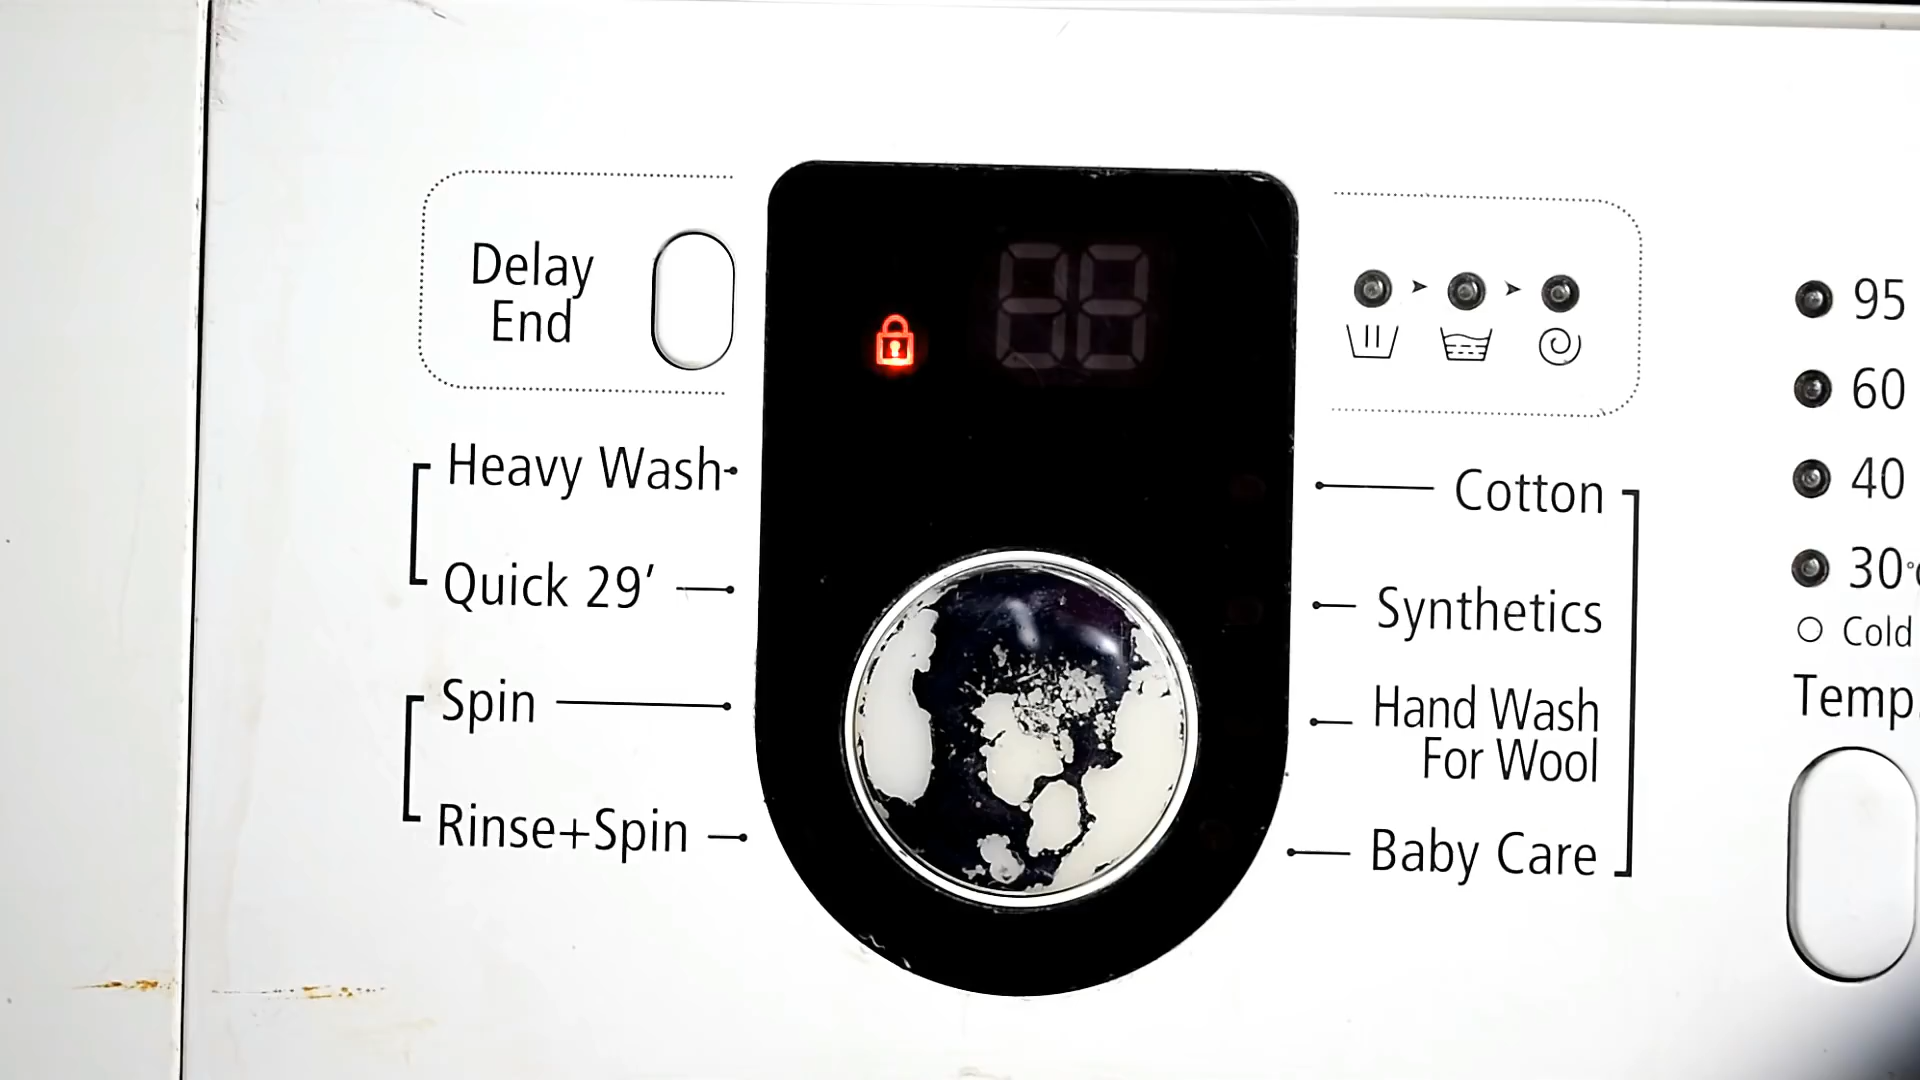 Delay
End
Heavy Wash
Quick 29’
Spin
Rinse+Spin
Cotton
Synthetics
Hand Wash
For Wool
Baby Care
95
60
40
30°
Cold
Temp